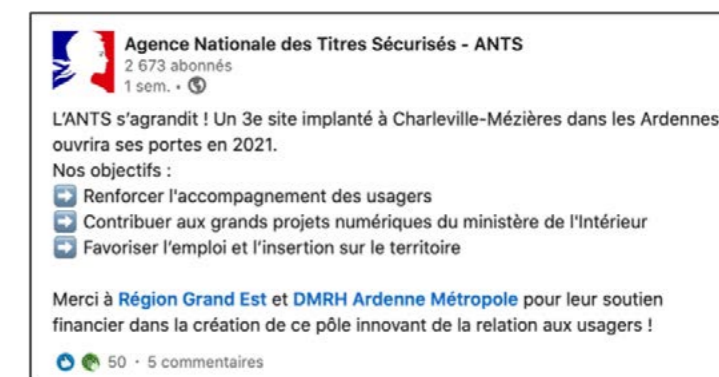 Agence Nationale des Titres Sécurisés - ANTS
2 673 abonnés
1 sem. •
L'ANTS s'agrandit ! Un 3e site implanté à Charleville-Mézières dans les Ardennes
ouvrira ses portes en 2021.
Nos objectifs :
➡️ Renforcer l'accompagnement des usagers
➡️ Contribuer aux grands projets numériques du ministère de l'Intérieur
➡️ Favoriser l'emploi et l'insertion sur le territoire
Merci à Région Grand Est et DMRH Ardenne Métropole pour leur soutien
financier dans la création de ce pôle innovant de la relation aux usagers !
50 · 5 commentaires